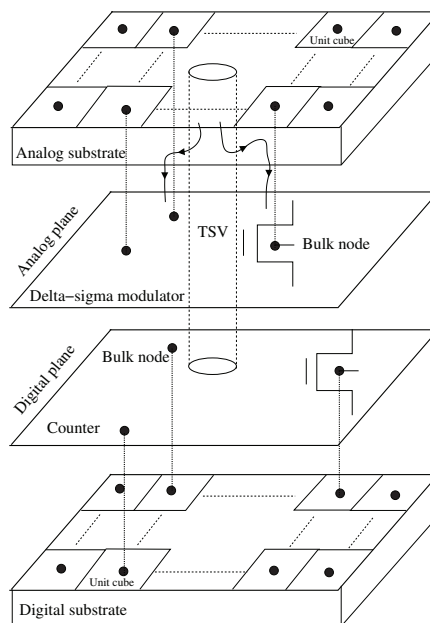 Unit cube
Analog substrate
Analog plane
TSV
Bulk node
Delta−sigma modulator
Digital plane
Bulk node
Counter
Unit cube
Digital substrate